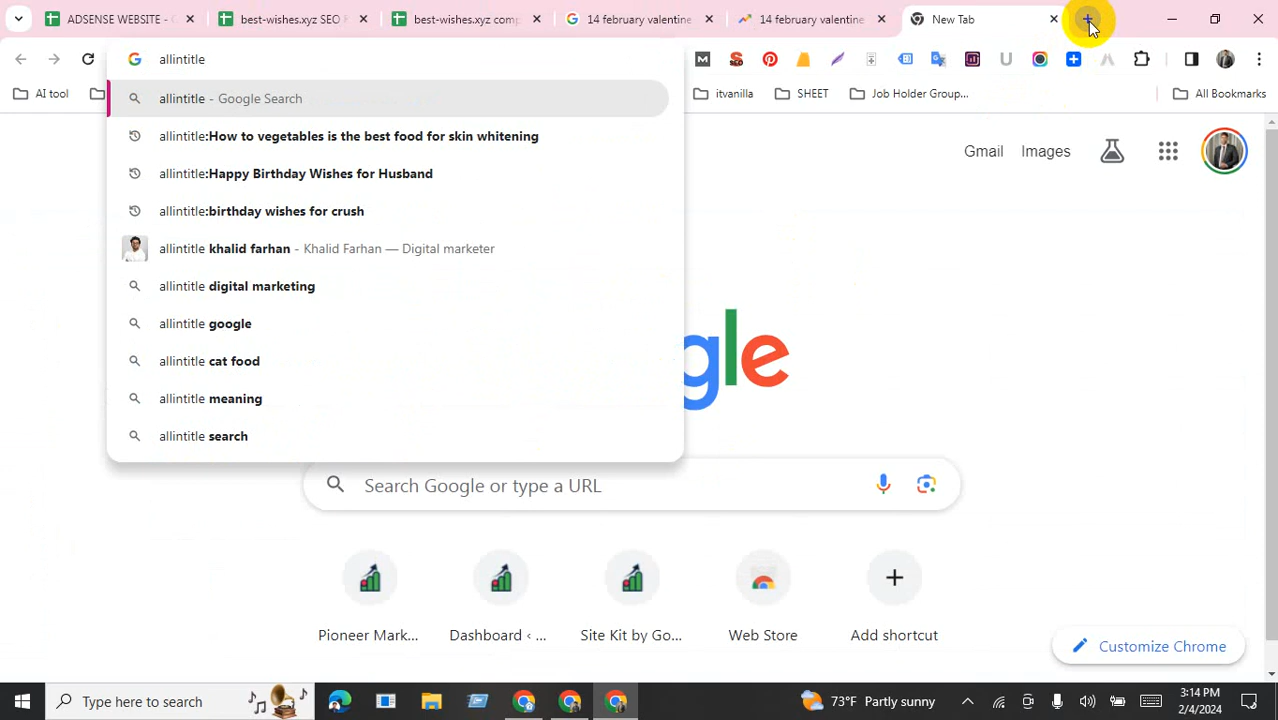 ADSENSE WEBSITE -
best-wishes.xyz SEO
best-wishes.xyz comp
14 february valentine
14 february valentine
New Tab
allintitle
AI tool
itvanilla
SHEET
Job Holder Group...
All Bookmarks
allintitle - Google Search
allintitle:How to vegetables is the best food for skin whitening
allintitle:Happy Birthday Wishes for Husband
allintitle:birthday wishes for crush
allintitle khalid farhan - Khalid Farhan — Digital marketer
allintitle digital marketing
allintitle google
allintitle cat food
allintitle meaning
allintitle search
Gmail
Images
gle
Search Google or type a URL
Pioneer Mark...
Dashboard ‹ ...
Site Kit by Go...
Web Store
Add shortcut
Customize Chrome
Type here to search
73°F Partly sunny
3:14 PM
2/4/2024